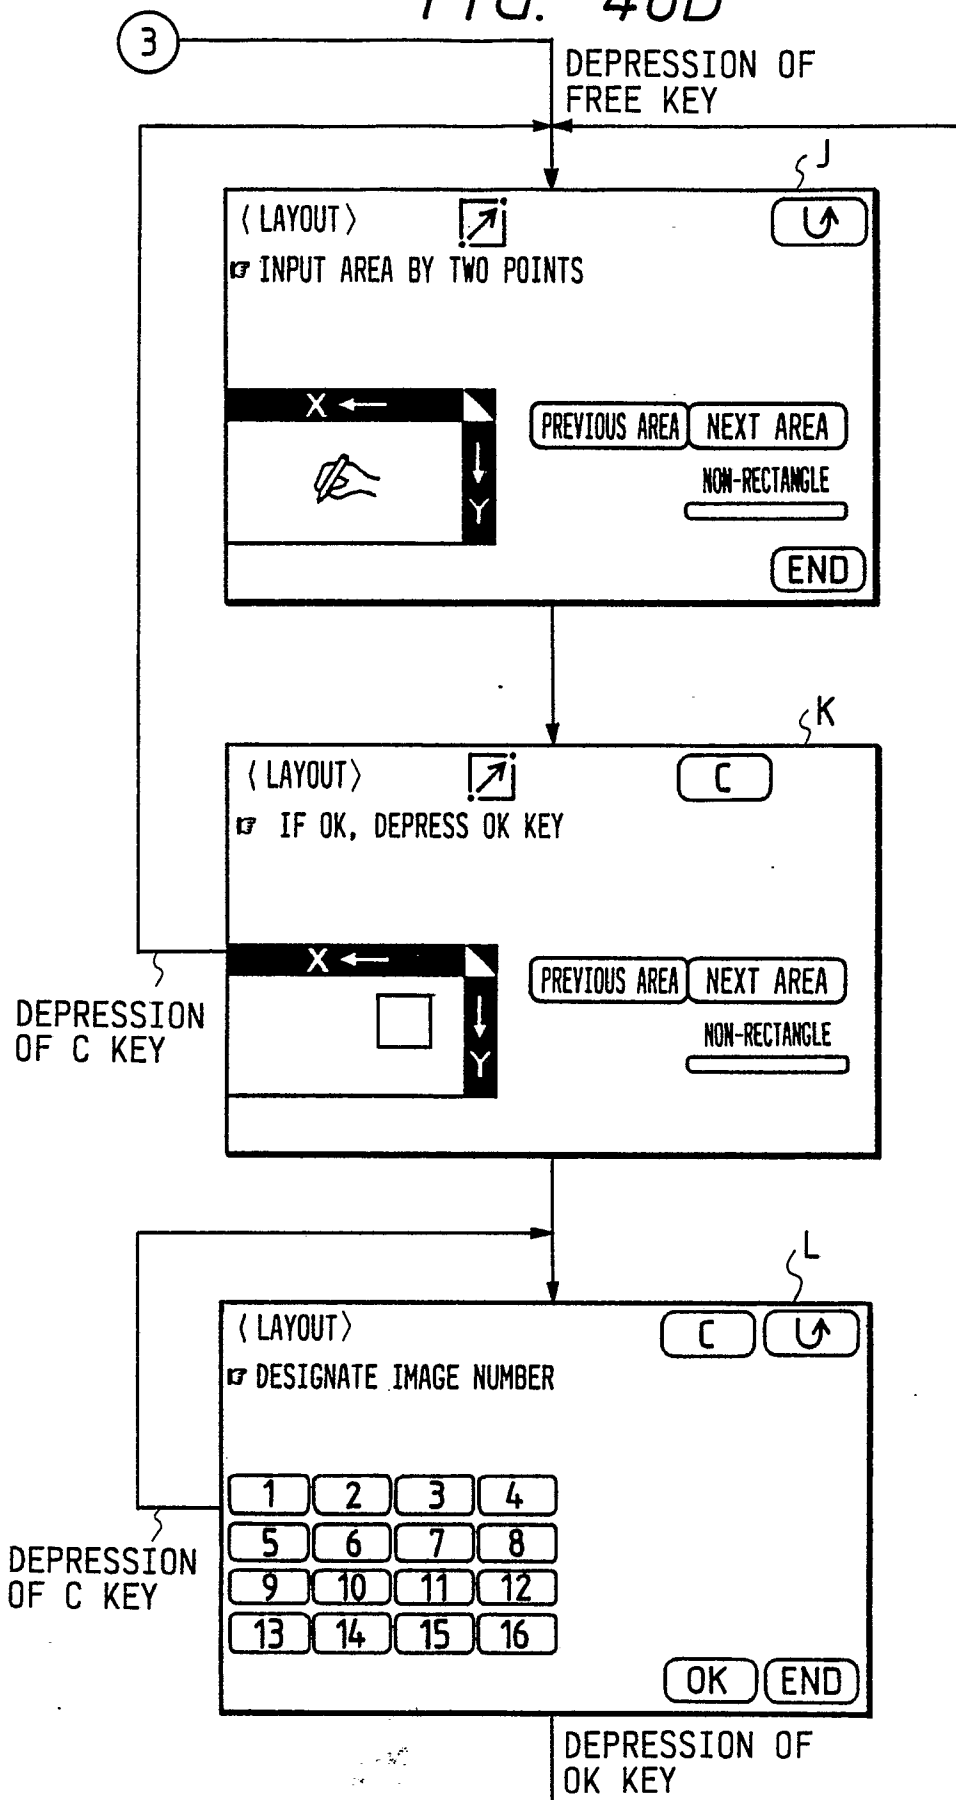 FIG. 40D
3
DEPRESSION OF
FREE KEY
J
〈LAYOUT〉
INPUT AREA BY TWO POINTS
X ←
↓
Y
PREVIOUS AREA NEXT AREA
NON-RECTANGLE
END
K
〈LAYOUT〉 C
IF OK, DEPRESS OK KEY
X ←
↓
Y
PREVIOUS AREA NEXT AREA
NON-RECTANGLE
DEPRESSION
OF C KEY
L
〈LAYOUT〉 C
DESIGNATE IMAGE NUMBER
1 2 3 4
5 6 7 8
9 10 11 12
13 14 15 16
DEPRESSION
OF C KEY
OK END
DEPRESSION OF
OK KEY